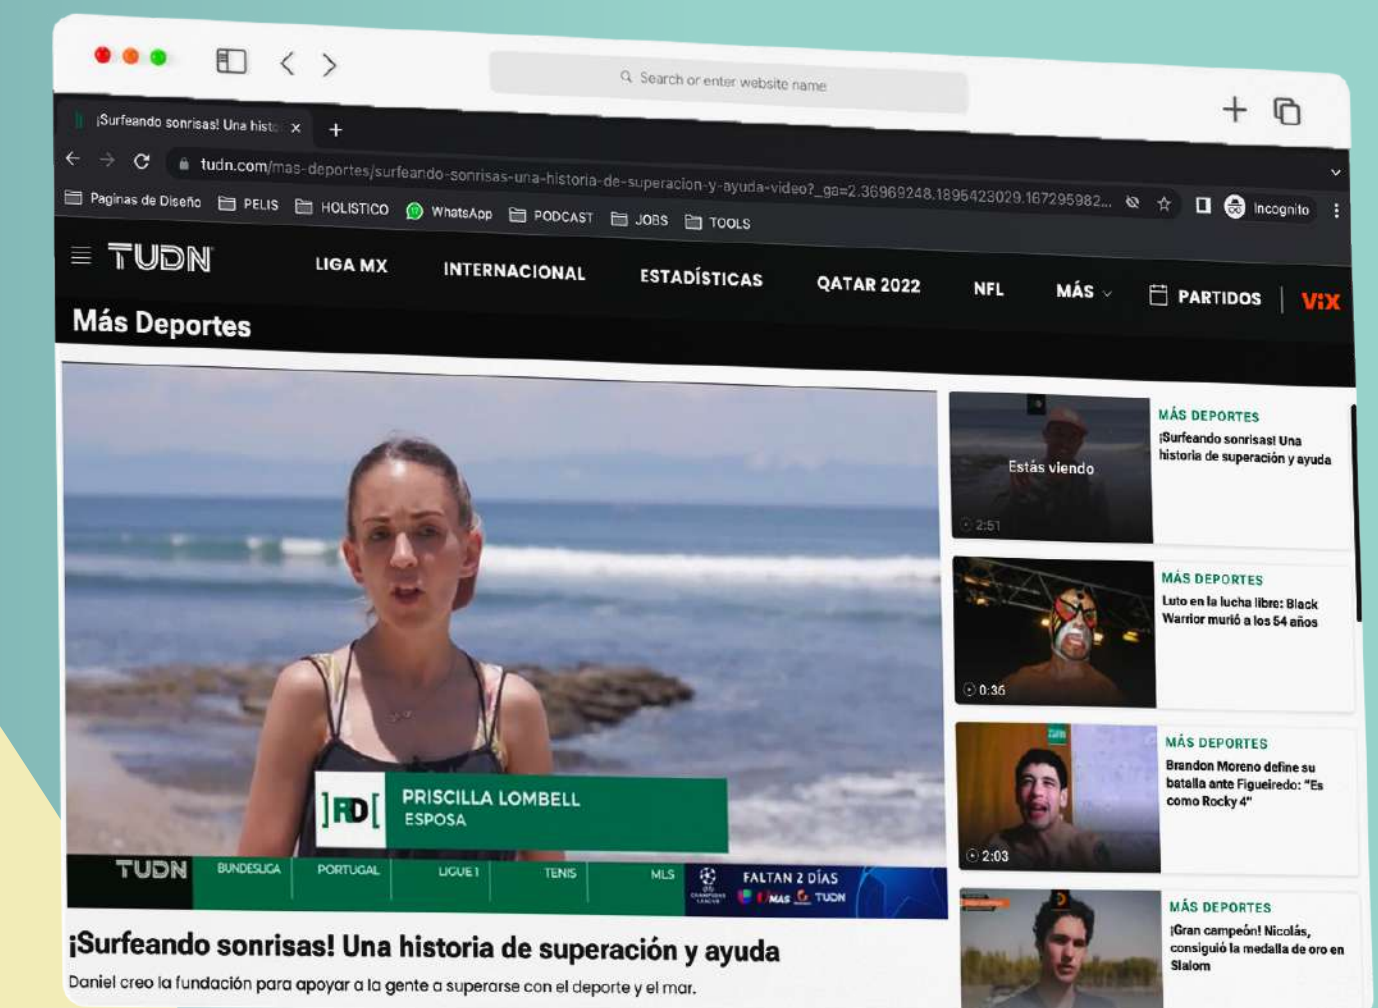 Search or enter website name
¡Surfeando sonrisas! Una histo
tudn.com/mas-deportes/surfeando-sonrisas-una-historia-de-superacion-y-ayuda-video?_ga=2.36969248.1895423029.167295982...
Incognito
Paginas de Diseño PELIS HOLISTICO WhatsApp PODCAST JOBS TOOLS
TUDN LIGA MX INTERNACIONAL ESTADÍSTICAS QATAR 2022 NFL MÁS PARTIDOS ViX
Más Deportes
]RD[
PRISCILLA LOMBELL
ESPOSA
TUDN BUNDESLIGA PORTUGAL LIGUE 1 TENIS MLS
CHAMPIONS LEAGUE
FALTAN 2 DÍAS
MAS TUDN
¡Surfeando sonrisas! Una historia de superación y ayuda
Daniel creo la fundación para apoyar a la gente a superarse con el deporte y el mar.
Estás viendo
2:51
MÁS DEPORTES
¡Surfeando sonrisas! Una
historia de superación y ayuda
0:36
MÁS DEPORTES
Luto en la lucha libre: Black
Warrior murió a los 54 años
2:03
MÁS DEPORTES
Brandon Moreno define su
batalla ante Figueiredo: "Es
como Rocky 4"
MÁS DEPORTES
¡Gran campeón! Nicolás,
consiguió la medalla de oro en
Slalom